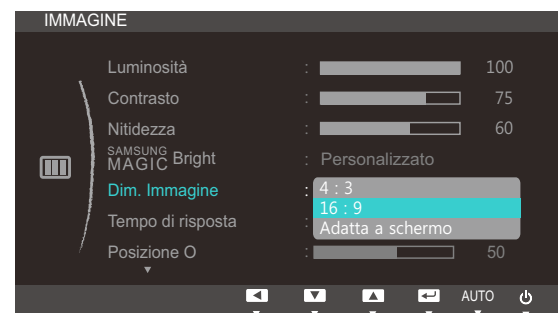 IMMAGINE
Luminosità : 100
Contrasto : 75
Nitidezza : 60
SAMSUNG MAGIC Bright : Personalizzato
Dim. Immagine : 4 : 3
16 : 9
Tempo di risposta : Adatta a schermo
Posizione O : 50
AUTO